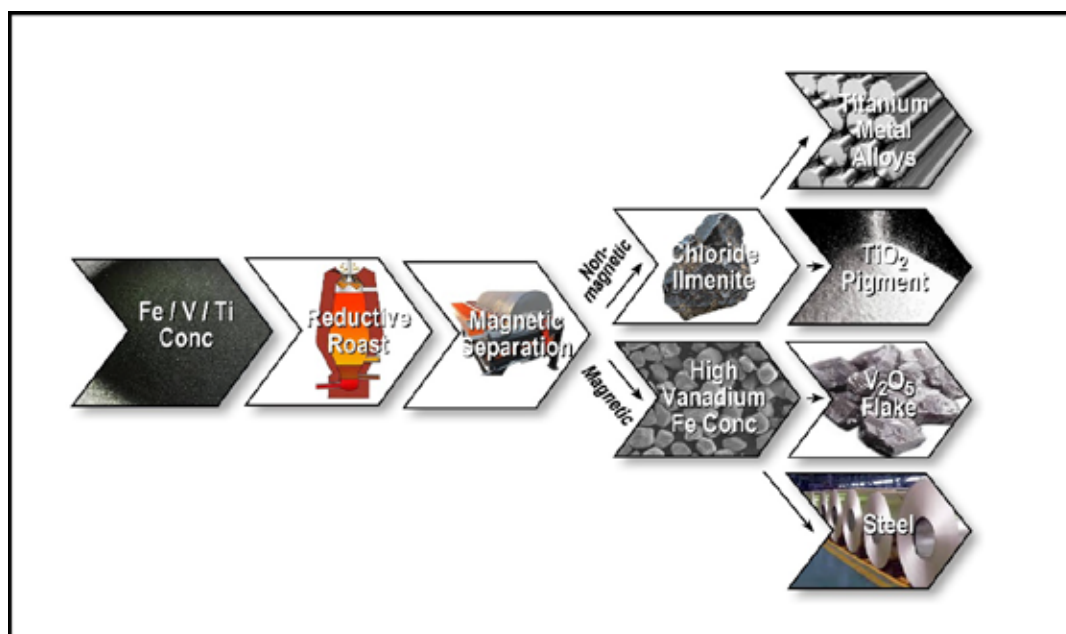 Fe / V / Ti
Conc
Reductive
Roast
Magnetic
Separation
Non-
magnetic
Magnetic
Chloride
Ilmenite
High
Vanadium
Fe Conc
Titanium
Metal
Alloys
TiO₂
Pigment
V₂O₅
Flake
Steel